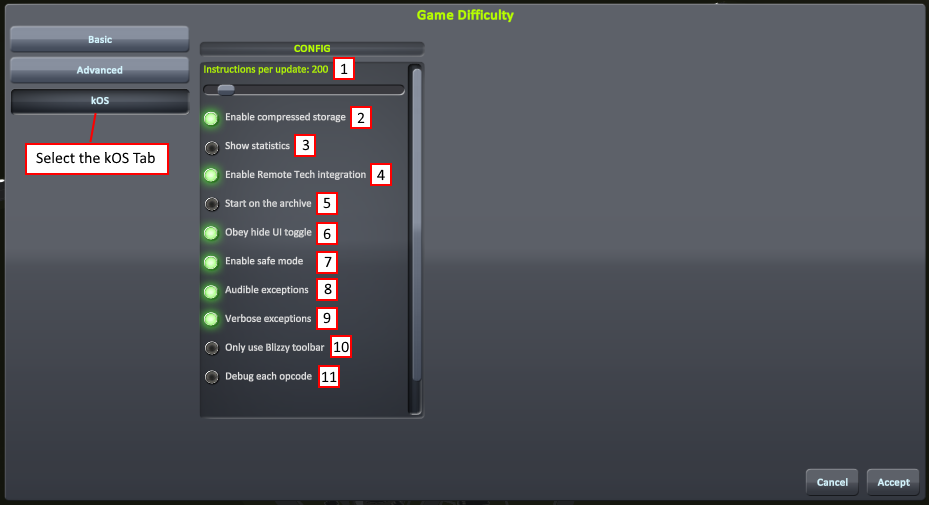 Game Difficulty
Basic
Advanced
kOS
Select the kOS Tab
CONFIG
Instructions per update: 200 1
Enable compressed storage 2
Show statistics 3
Enable Remote Tech integration 4
Start on the archive 5
Obey hide UI toggle 6
Enable safe mode 7
Audible exceptions 8
Verbose exceptions 9
Only use Blizzy toolbar 10
Debug each opcode 11
Cancel Accept